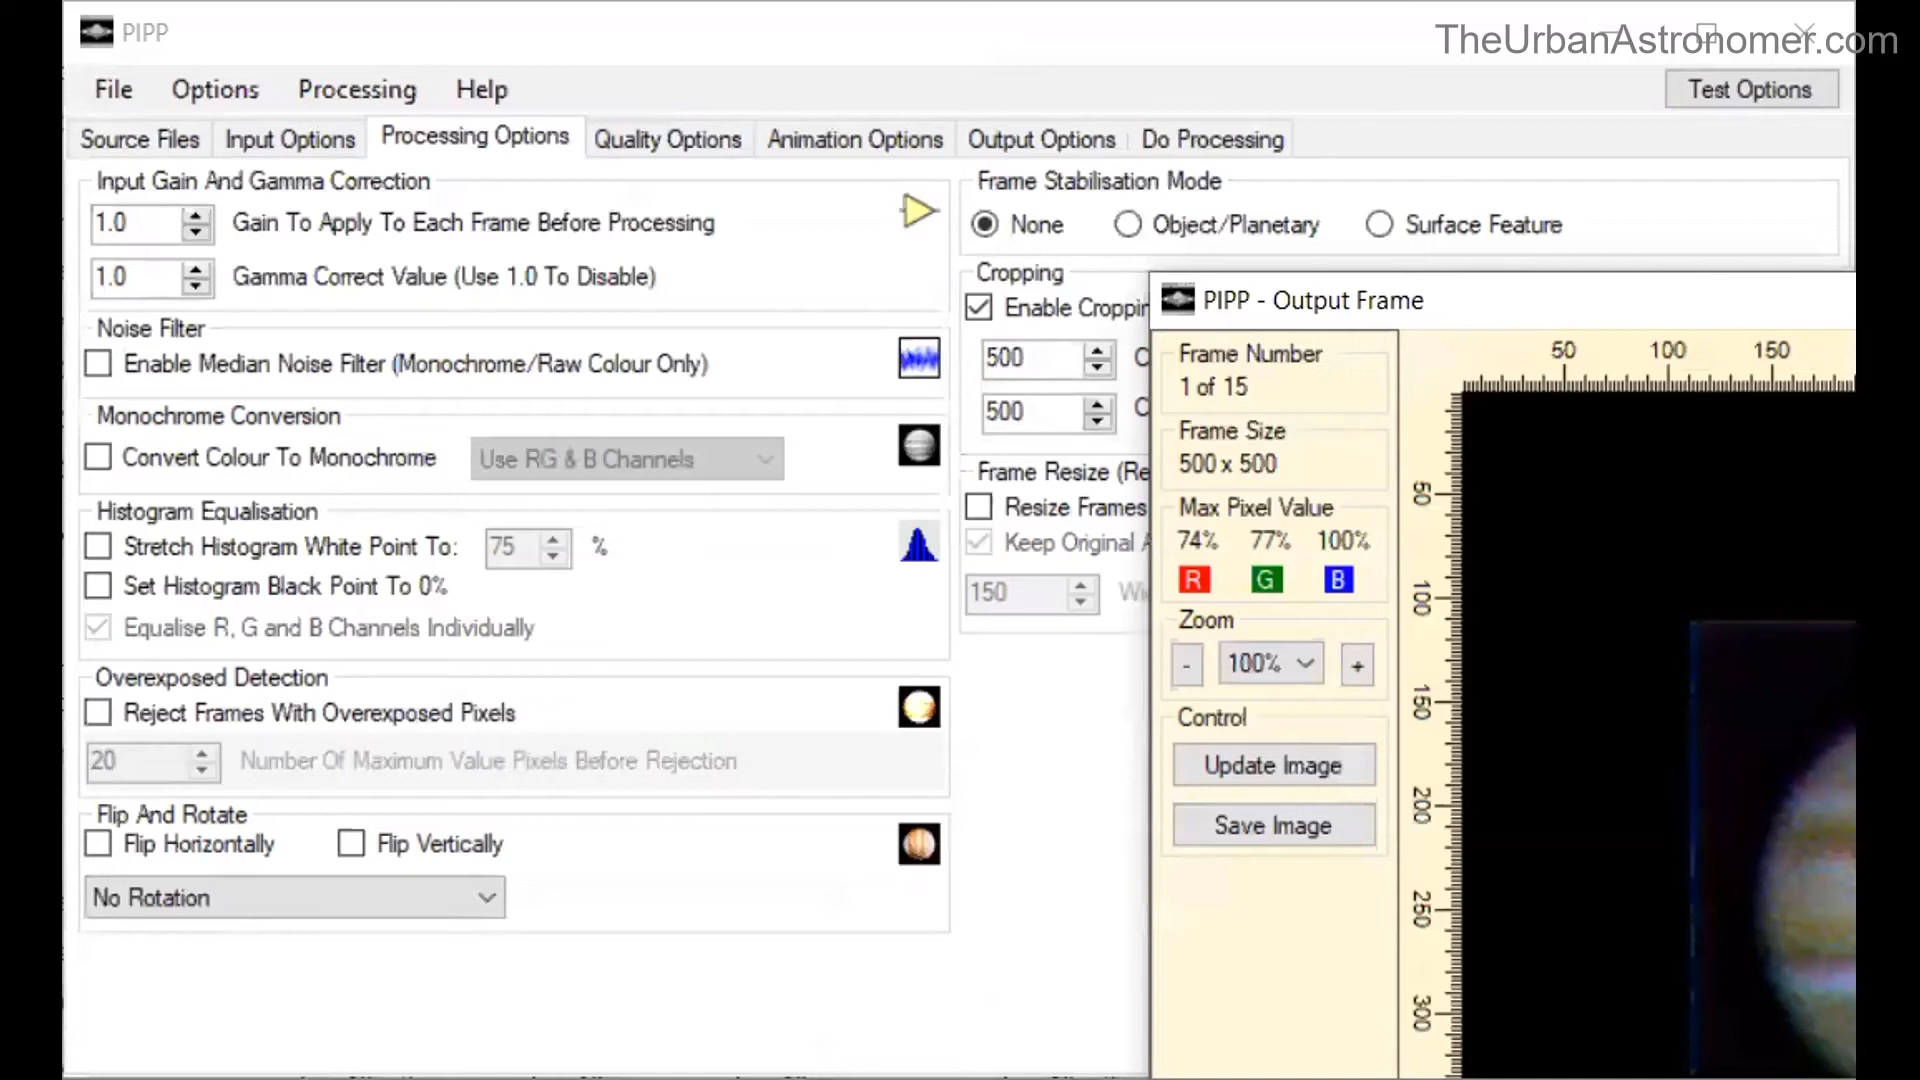 PIPP
TheUrbanAstronomer.com
File Options Processing Help
Test Options
Source Files Input Options Processing Options Quality Options Animation Options Output Options Do Processing
Input Gain And Gamma Correction
1.0 Gain To Apply To Each Frame Before Processing
1.0 Gamma Correct Value (Use 1.0 To Disable)
Noise Filter
Enable Median Noise Filter (Monochrome/Raw Colour Only)
Monochrome Conversion
Convert Colour To Monochrome Use RG & B Channels
Histogram Equalisation
Stretch Histogram White Point To: 75 %
Set Histogram Black Point To 0%
Equalise R, G and B Channels Individually
Overexposed Detection
Reject Frames With Overexposed Pixels
20 Number Of Maximum Value Pixels Before Rejection
Flip And Rotate
Flip Horizontally Flip Vertically
No Rotation
Frame Stabilisation Mode
None Object/Planetary Surface Feature
Cropping
Enable Croppin
500 C
500 C
Frame Resize (Re
Resize Frames
Keep Original A
150 Wi
PIPP - Output Frame
Frame Number
1 of 15
Frame Size
500 x 500
Max Pixel Value
74% 77% 100%
R G B
Zoom
- 100% +
Control
Update Image
Save Image
50 100 150
50
100
150
200
250
300